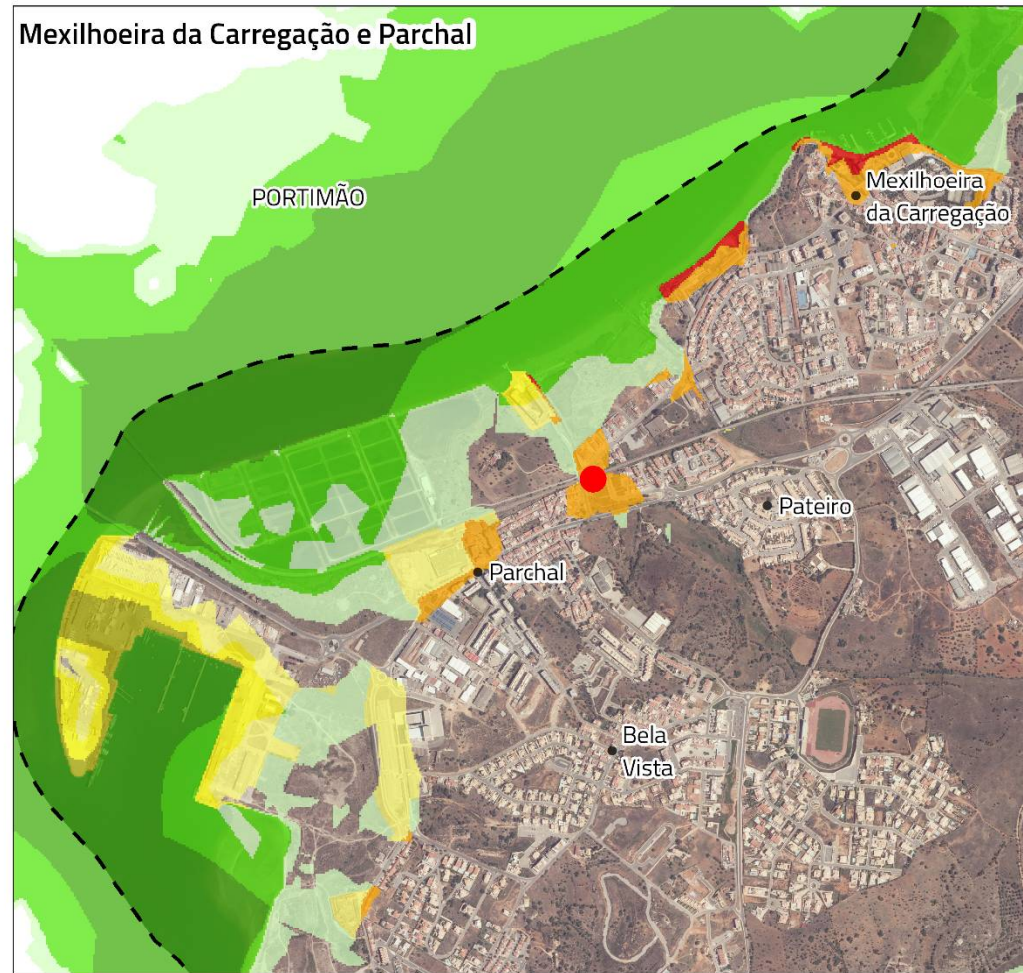 Mexilhoeira da Carregação e Parchal
PORTIMÃO
Mexilhoeira
da Carregação
Pateiro
Parchal
Bela
Vista